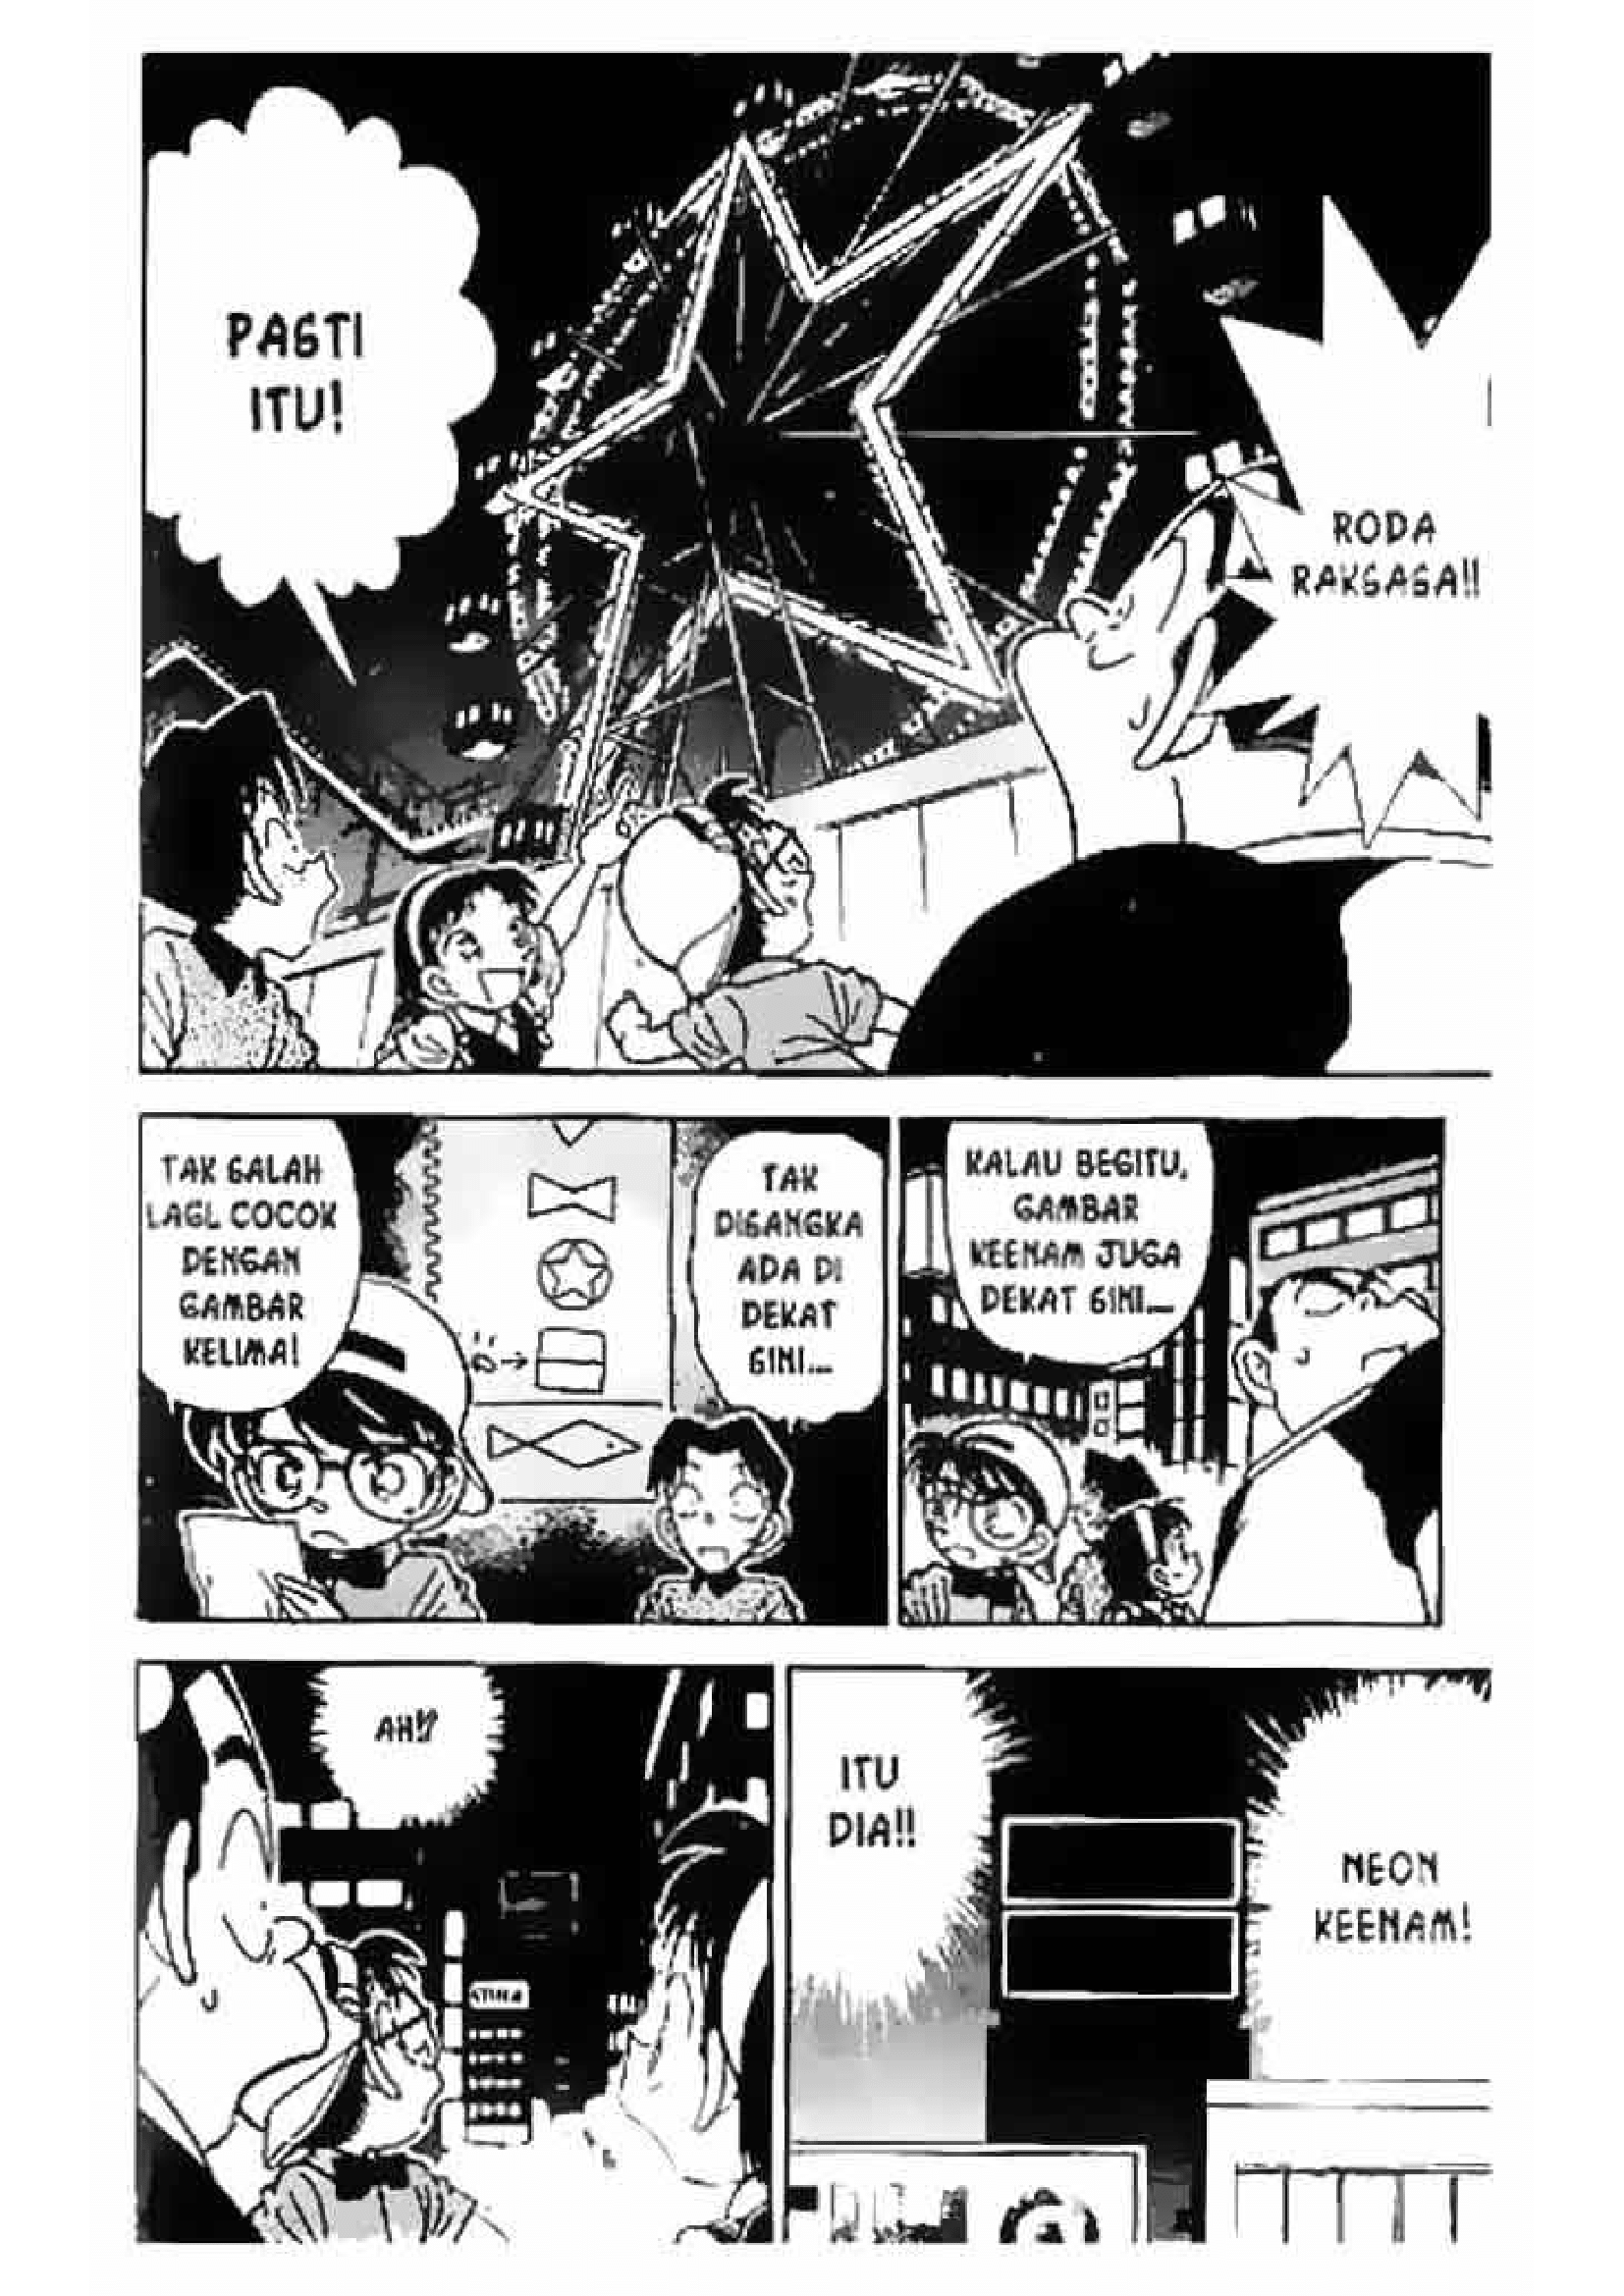 PASTI
ITU!
RODA
RAKSASA!!
TAK SALAH
LAGI, COCOK
DENGAN
GAMBAR
KELIMA!
TAK
DISANGKA
ADA DI
DEKAT
SINI...
KALAU BEGITU,
GAMBAR
KEENAM JUGA
DEKAT SINI...
AH!?
ITU
DIA!!
NEON
KEENAM!